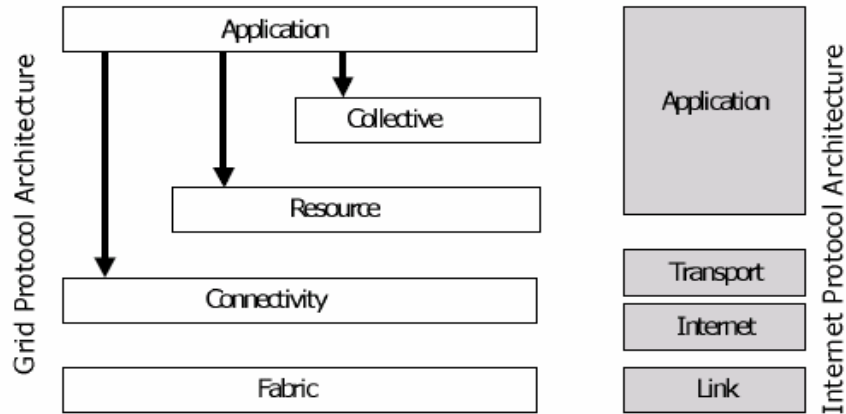 Grid Protocol Architecture
Application
Collective
Resource
Connectivity
Fabric
Application
Transport
Internet
Link
Internet Protocol Architecture